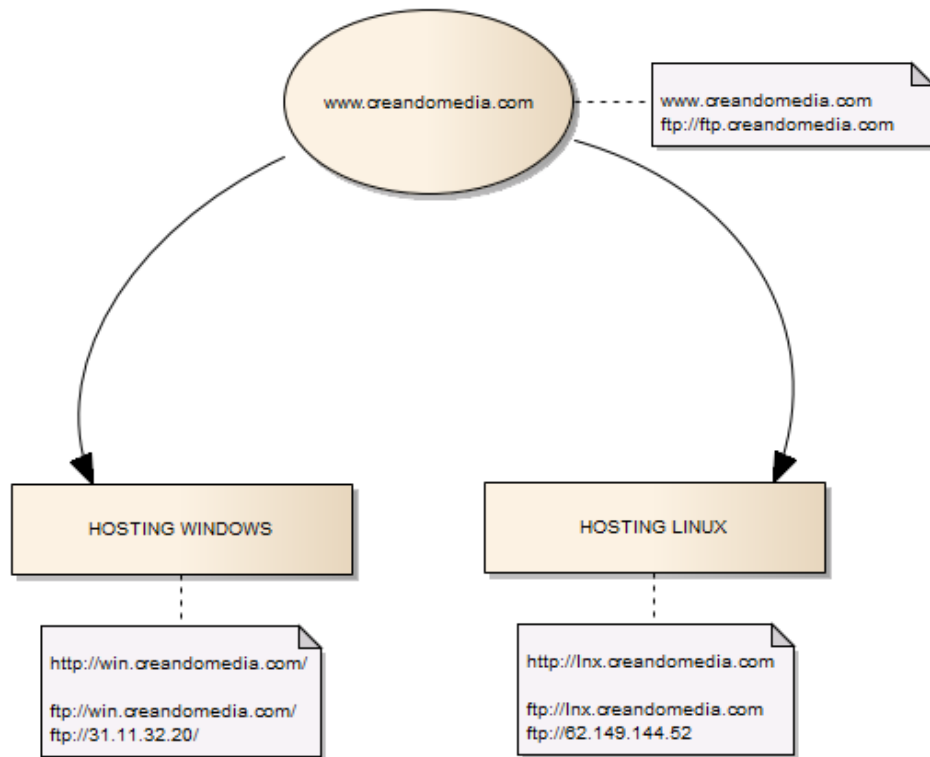 www.creandomedia.com
www.creandomedia.com
ftp://ftp.creandomedia.com
HOSTING WINDOWS
HOSTING LINUX
http://win.creandomedia.com/
ftp://win.creandomedia.com/
ftp://31.11.32.20/
http://lnx.creandomedia.com
ftp://lnx.creandomedia.com
ftp://62.149.144.52